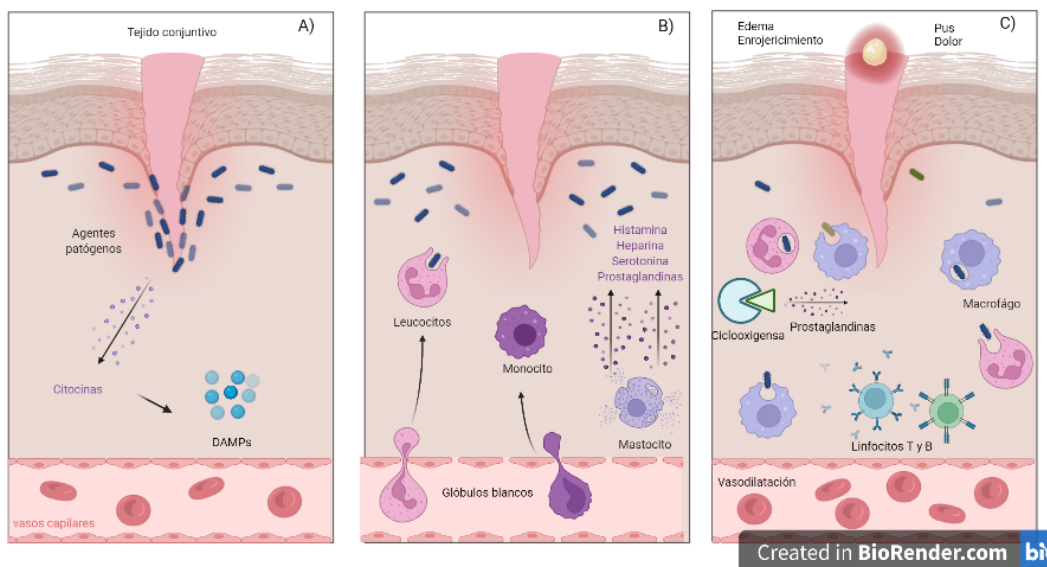 A)
Tejido conjuntivo
Agentes
patógenos
Citocinas
DAMPs
vasos capilares
B)
Histamina
Heparina
Serotonina
Prostaglandinas
Leucocitos
Monocito
Mastocito
Glóbulos blancos
C)
Edema
Enrojericimiento
Pus
Dolor
Macrofágo
Ciclooxigensa
Prostaglandinas
Linfocitos T y B
Vasodilatación
Created in BioRender.com